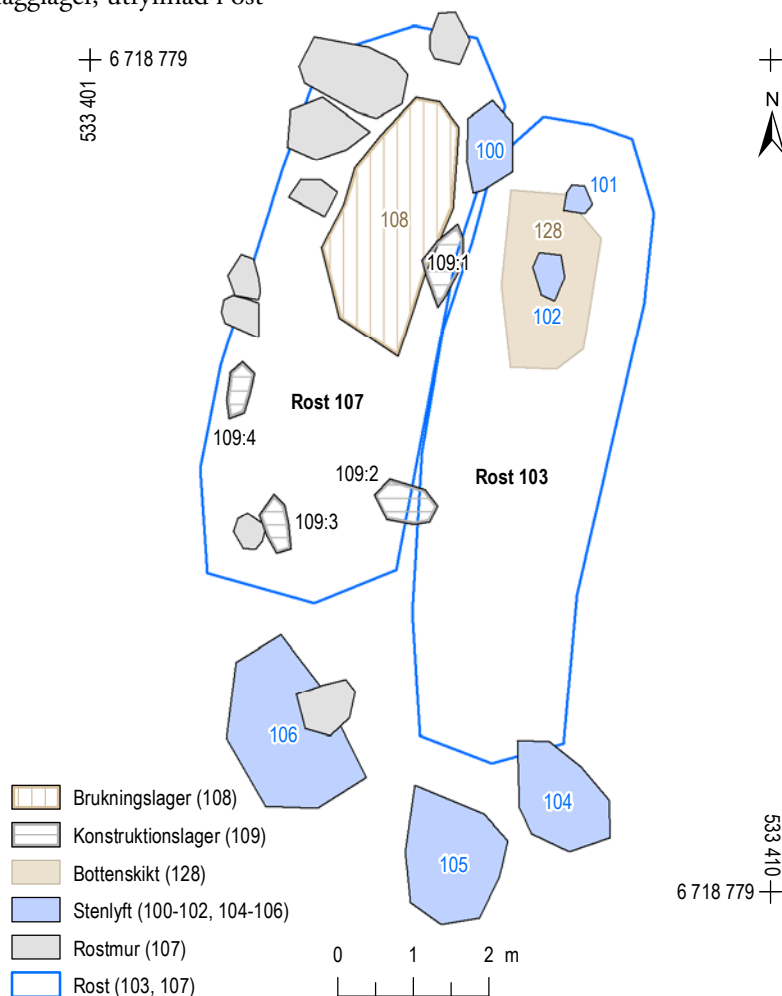 6 718 779
533 401
N
100
101
108
128
109:1
102
Rost 107
109:4
109:2
Rost 103
109:3
106
104
105
533 410
6 718 779
Brukningslager (108)
Konstruktionslager (109)
Bottenskikt (128)
Stenlyft (100-102, 104-106)
Rostmur (107)
Rost (103, 107)
0 1 2 m